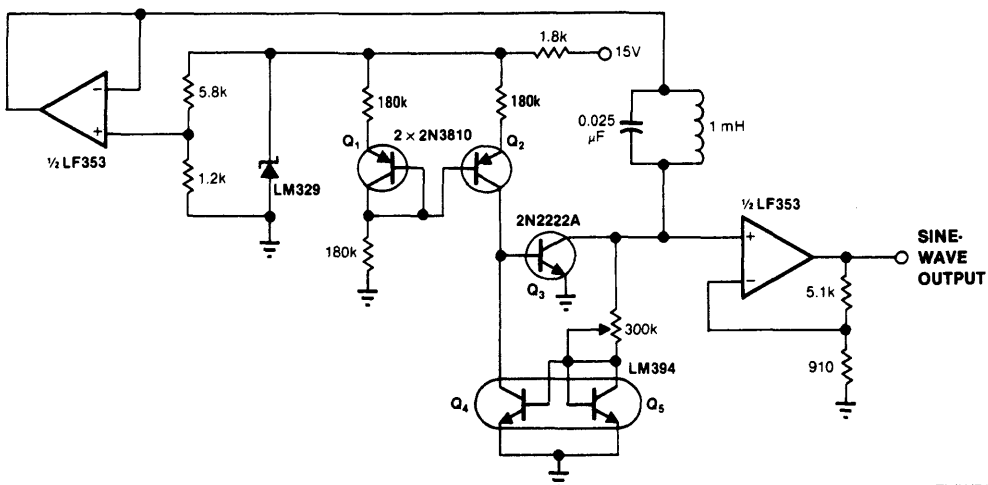 1.8k
15V
5.8k
180k
180k
0.025
µF
1 mH
Q1
2 × 2N3810
Q2
½ LF353
1.2k
LM329
½ LF353
2N2222A
SINE-
WAVE
OUTPUT
180k
Q3
5.1k
300k
LM394
910
Q4
Q5